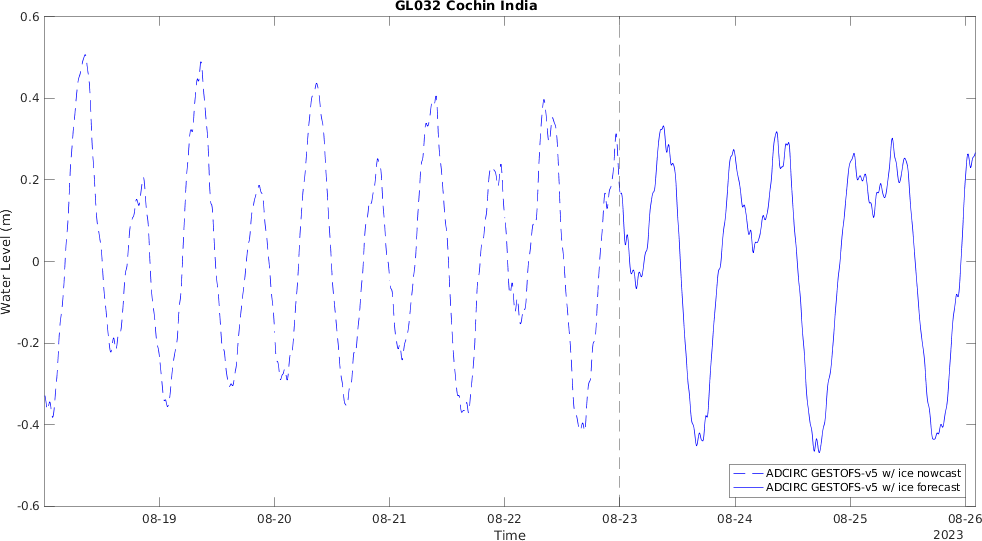 GL032 Cochin India
0.6
0.4
0.2
0
-0.2
-0.4
-0.6
Water Level (m)
ADCIRC GESTOFS-v5 w/ ice nowcast
ADCIRC GESTOFS-v5 w/ ice forecast
08-19 08-20 08-21 08-22 08-23 08-24 08-25 08-26
Time
2023